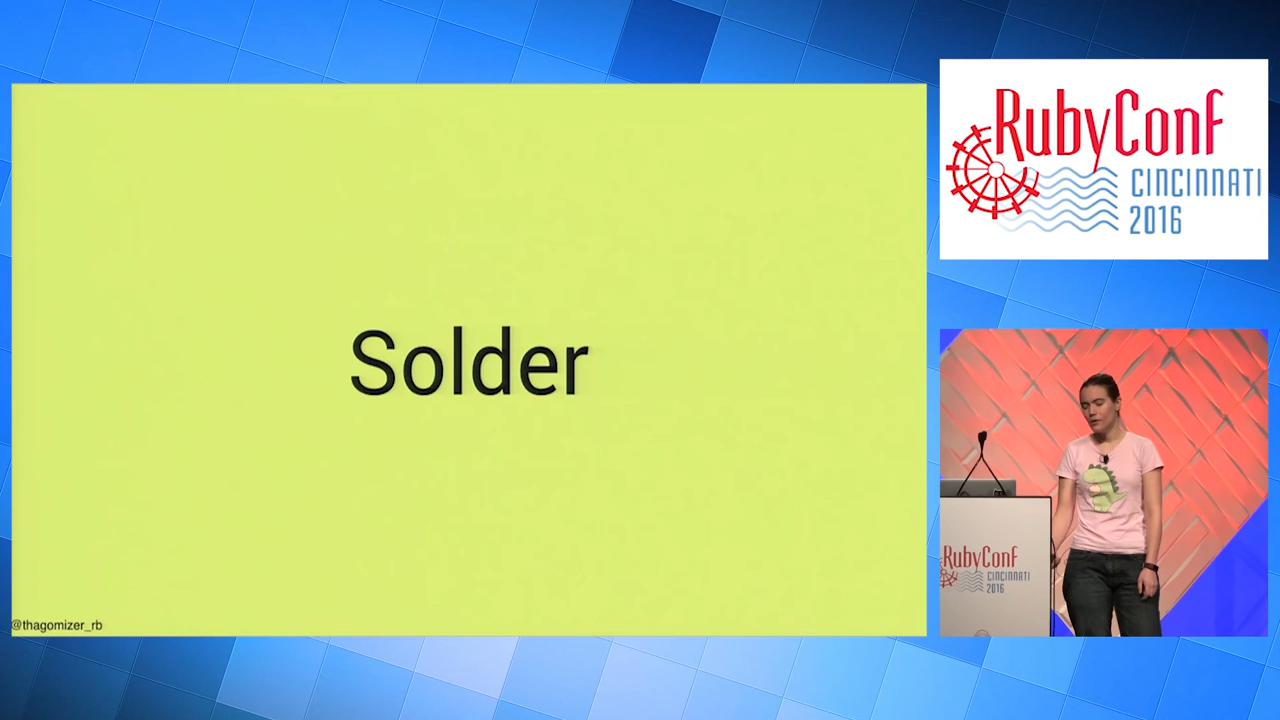 Solder
@thagomizer_rb
RubyConf
CINCINNATI
2016
RubyConf
CINCINNATI
2016